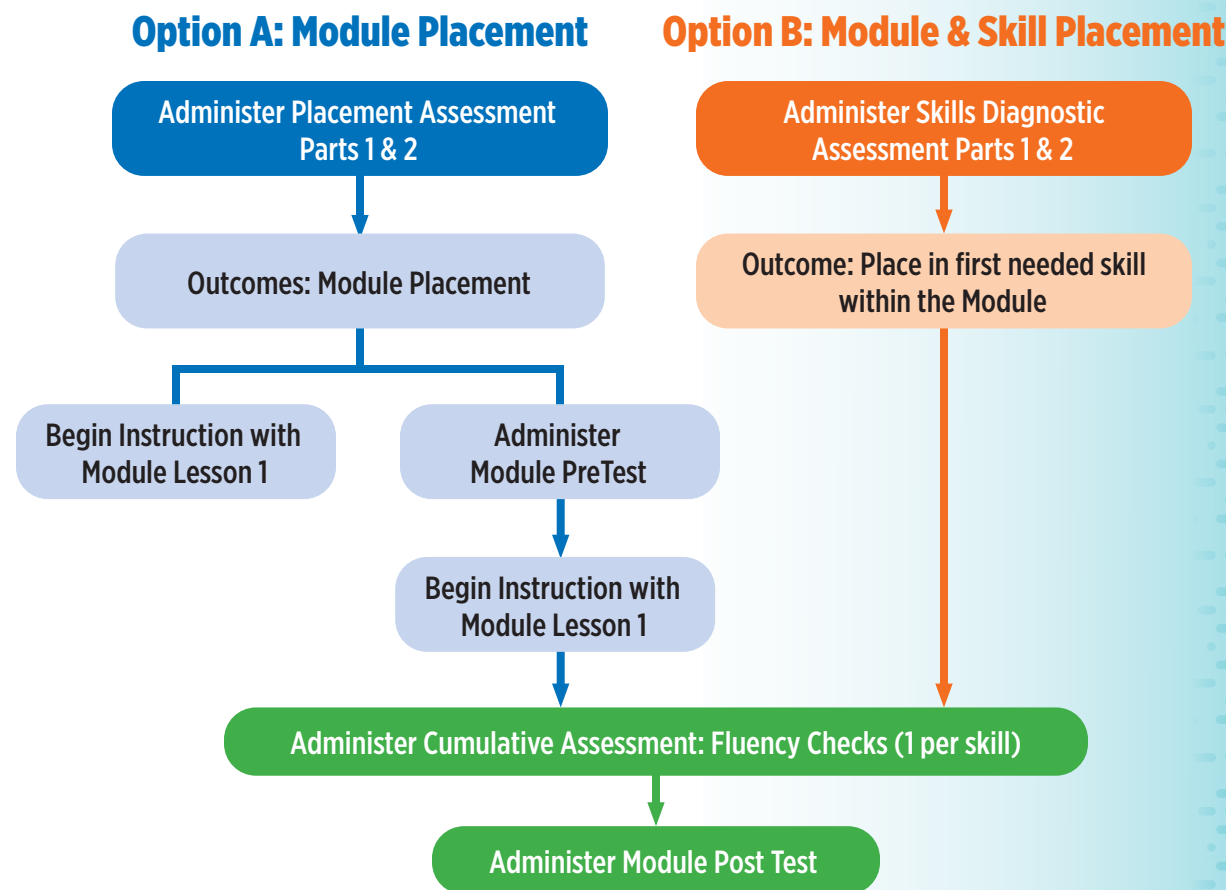 Option A: Module Placement
Administer Placement Assessment
Parts 1 & 2
Outcomes: Module Placement
Begin Instruction with
Module Lesson 1
Administer
Module PreTest
Begin Instruction with
Module Lesson 1
Option B: Module & Skill Placement
Administer Skills Diagnostic
Assessment Parts 1 & 2
Outcome: Place in first needed skill
within the Module
Administer Cumulative Assessment: Fluency Checks (1 per skill)
Administer Module Post Test